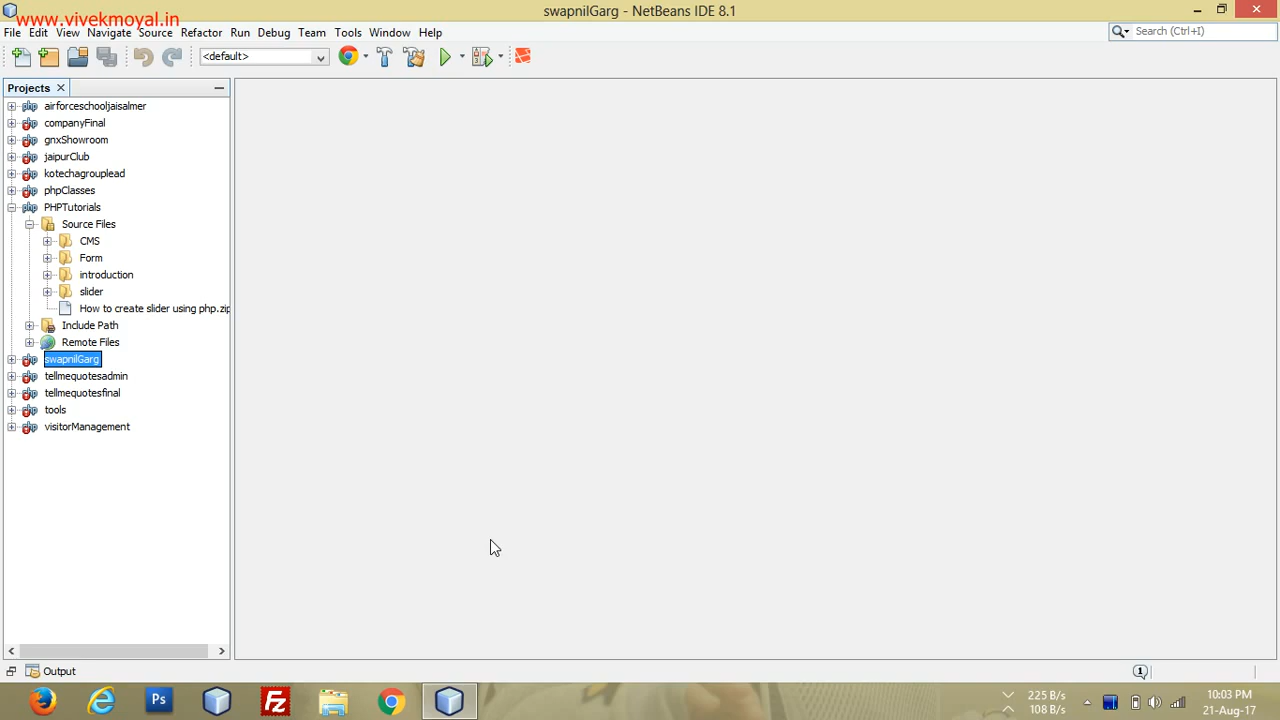 swapnilGarg - NetBeans IDE 8.1
www.vivekmoyal.in
File Edit View Navigate Source Refactor Run Debug Team Tools Window Help
Search (Ctrl+I)
<default>
Projects
airforceschooljaisalmer
companyFinal
gnxShowroom
jaipurClub
kotechagrouplead
phpClasses
PHPTutorials
Source Files
CMS
Form
introduction
slider
How to create slider using php.zip
Include Path
Remote Files
swapnilGarg
tellmequotesadmin
tellmequotesfinal
tools
visitorManagement
Output
1
Ps
Fz
225 B/s
108 B/s
10:03 PM
21-Aug-17